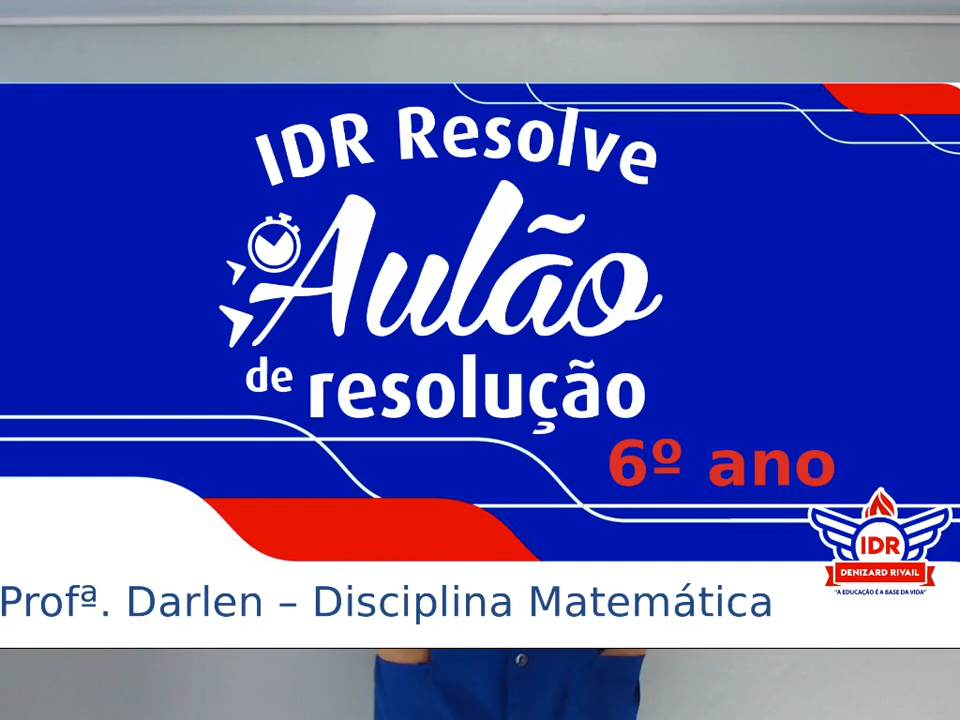 IDR Resolve
Aulão
de resolução
6º ano
IDR
DENIZARD RIVAIL
"A EDUCAÇÃO É A BASE DA VIDA"
Profª. Darlen – Disciplina Matemática